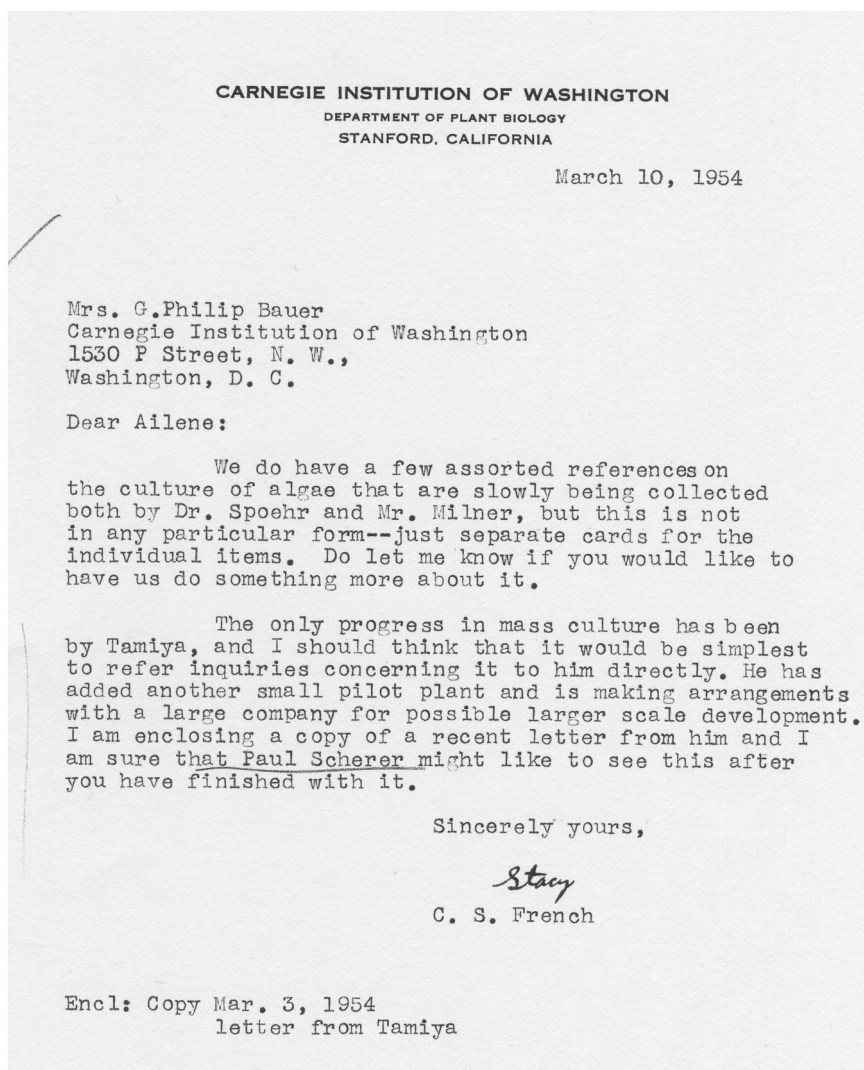 CARNEGIE INSTITUTION OF WASHINGTON
DEPARTMENT OF PLANT BIOLOGY
STANFORD, CALIFORNIA
March 10, 1954
Mrs. G.Philip Bauer
Carnegie Institution of Washington
1530 P Street, N. W.,
Washington, D. C.
Dear Ailene:
We do have a few assorted references on
the culture of algae that are slowly being collected
both by Dr. Spoehr and Mr. Milner, but this is not
in any particular form--just separate cards for the
individual items. Do let me know if you would like to
have us do something more about it.
The only progress in mass culture has been
by Tamiya, and I should think that it would be simplest
to refer inquiries concerning it to him directly. He has
added another small pilot plant and is making arrangements
with a large company for possible larger scale development.
I am enclosing a copy of a recent letter from him and I
am sure that Paul Scherer might like to see this after
you have finished with it.
Sincerely yours,
Stacy
C. S. French
Encl: Copy Mar. 3, 1954
letter from Tamiya